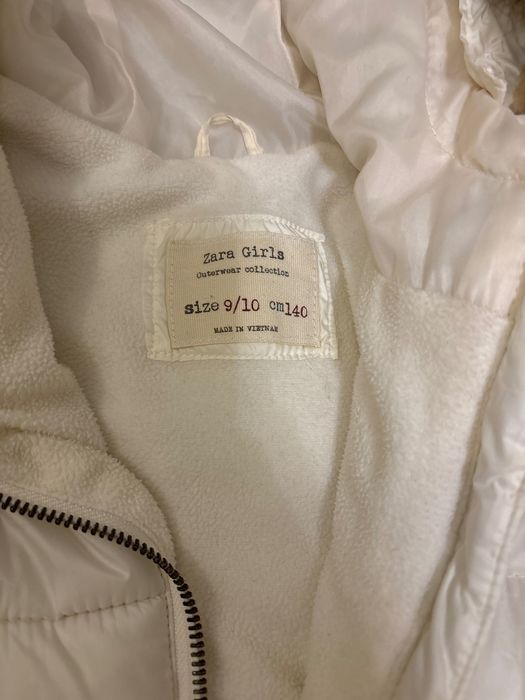 Zara Girls
Outerwear collection
size 9/10 cm140
MADE IN VIETNAM